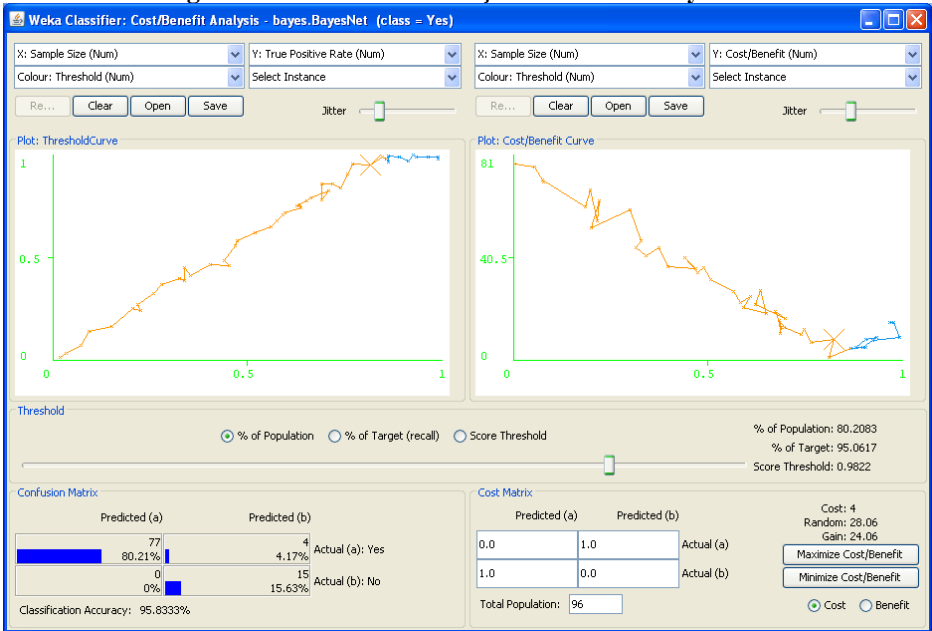 Weka Classifier: Cost/Benefit Analysis - bayes.BayesNet (class = Yes)
X: Sample Size (Num)
Y: True Positive Rate (Num)
X: Sample Size (Num)
Y: Cost/Benefit (Num)
Colour: Threshold (Num)
Select Instance
Colour: Threshold (Num)
Select Instance
Re...
Clear
Open
Save
Jitter
Re...
Clear
Open
Save
Jitter
Plot: ThresholdCurve
1
0.5
0
0
0.5
1
Plot: Cost/Benefit Curve
81
40.5
0
0
0.5
1
Threshold
% of Population
% of Target (recall)
Score Threshold
% of Population: 80.2083
% of Target: 95.0617
Score Threshold: 0.9822
Confusion Matrix
Predicted (a)
Predicted (b)
77
4
Actual (a): Yes
80.21%
4.17%
0
15
Actual (b): No
0%
15.63%
Classification Accuracy: 95.8333%
Cost Matrix
Predicted (a)
Predicted (b)
0.0
1.0
Actual (a)
1.0
0.0
Actual (b)
Total Population:
96
Cost: 4
Random: 28.06
Gain: 24.06
Maximize Cost/Benefit
Minimize Cost/Benefit
Cost
Benefit